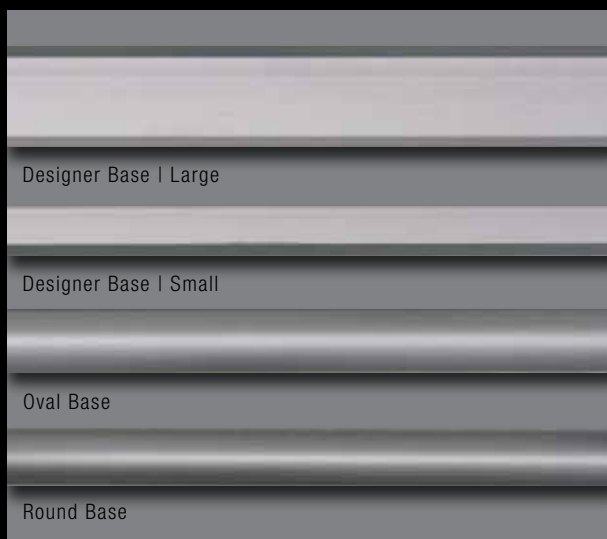 Designer Base | Large
Designer Base | Small
Oval Base
Round Base